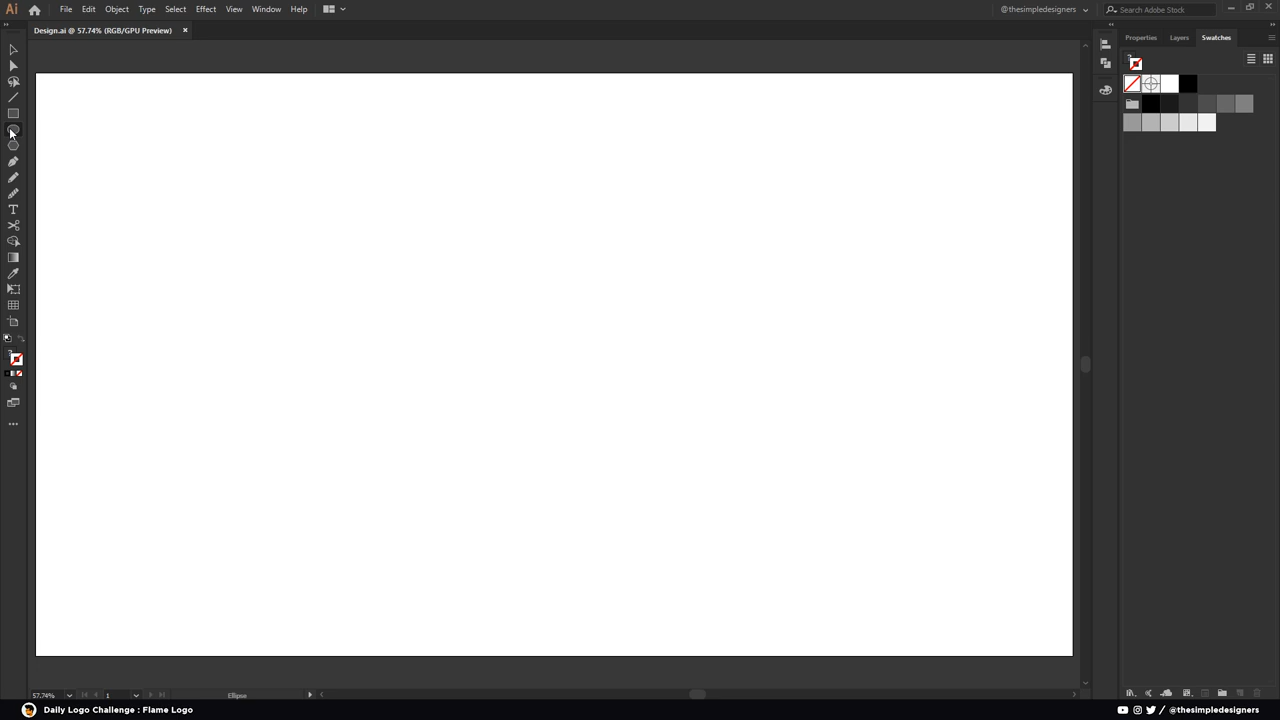 Ai File Edit Object Type Select Effect View Window Help @thesimpledesigners Search Adobe Stock
Design.ai @ 57.74% (RGB/GPU Preview)
Properties Layers Swatches
T
57.74% 1 Ellipse
Daily Logo Challenge : Flame Logo @thesimpledesigners